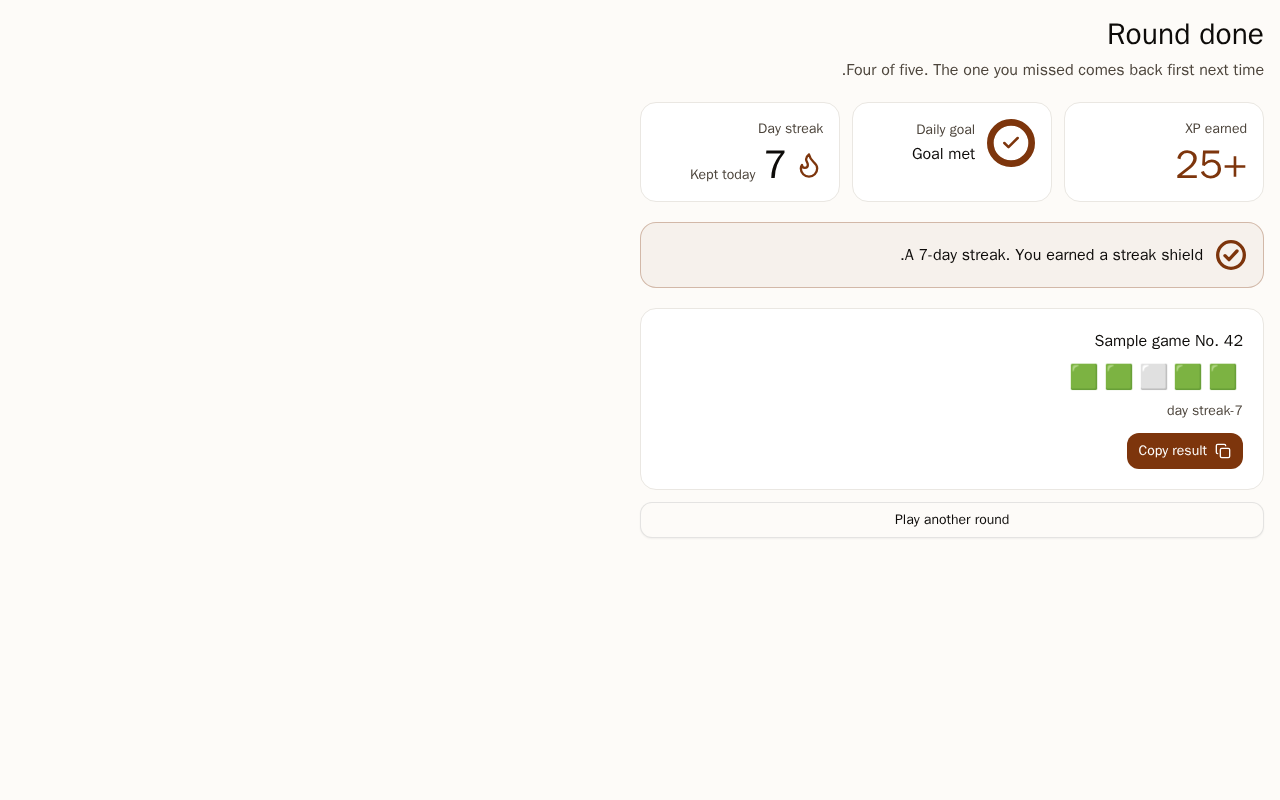 Round done
.Four of five. The one you missed comes back first next time
XP earned
25+
Daily goal
Goal met
Day streak
7 Kept today
.A 7-day streak. You earned a streak shield
Sample game No. 42
day streak-7
Copy result
Play another round